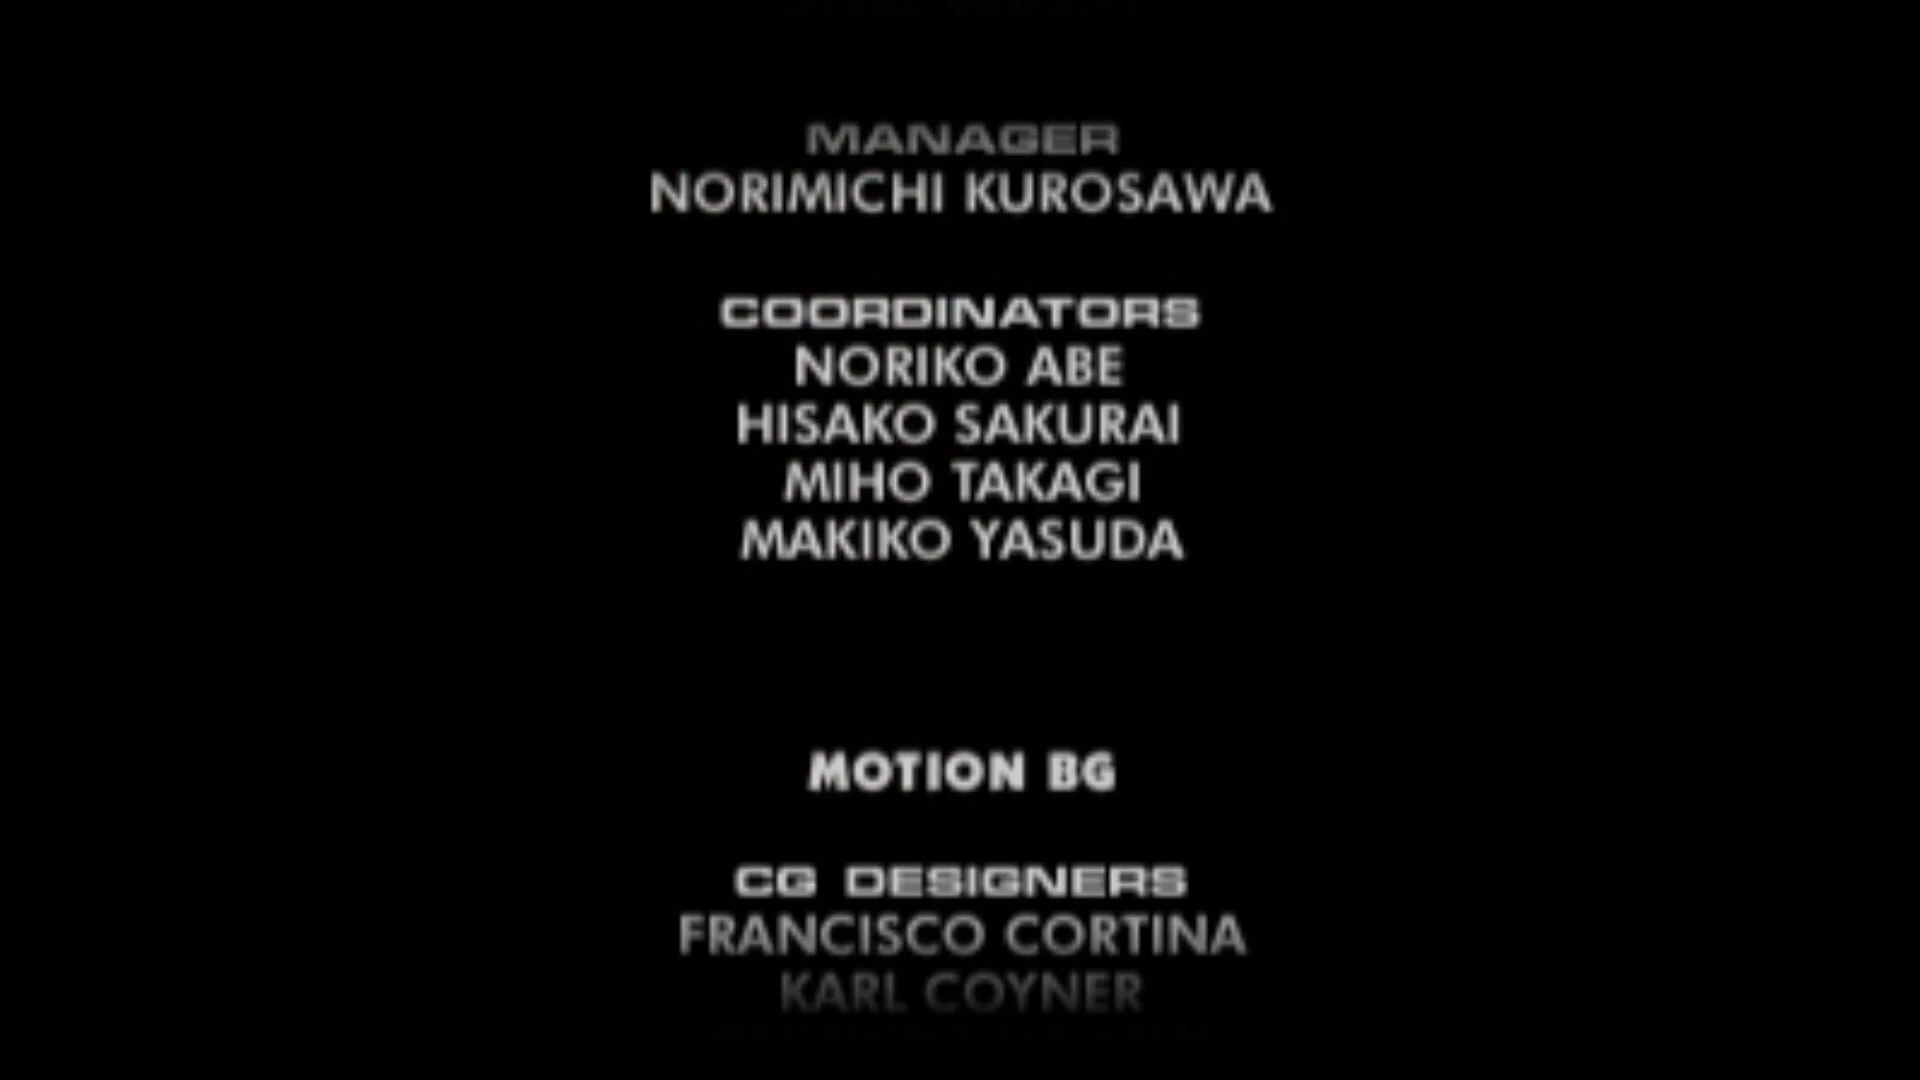 MANAGER
NORIMICHI KUROSAWA
COORDINATORS
NORIKO ABE
HISAKO SAKURAI
MIHO TAKAGI
MAKIKO YASUDA
MOTION BG
CG DESIGNERS
FRANCISCO CORTINA
KARL COYNER